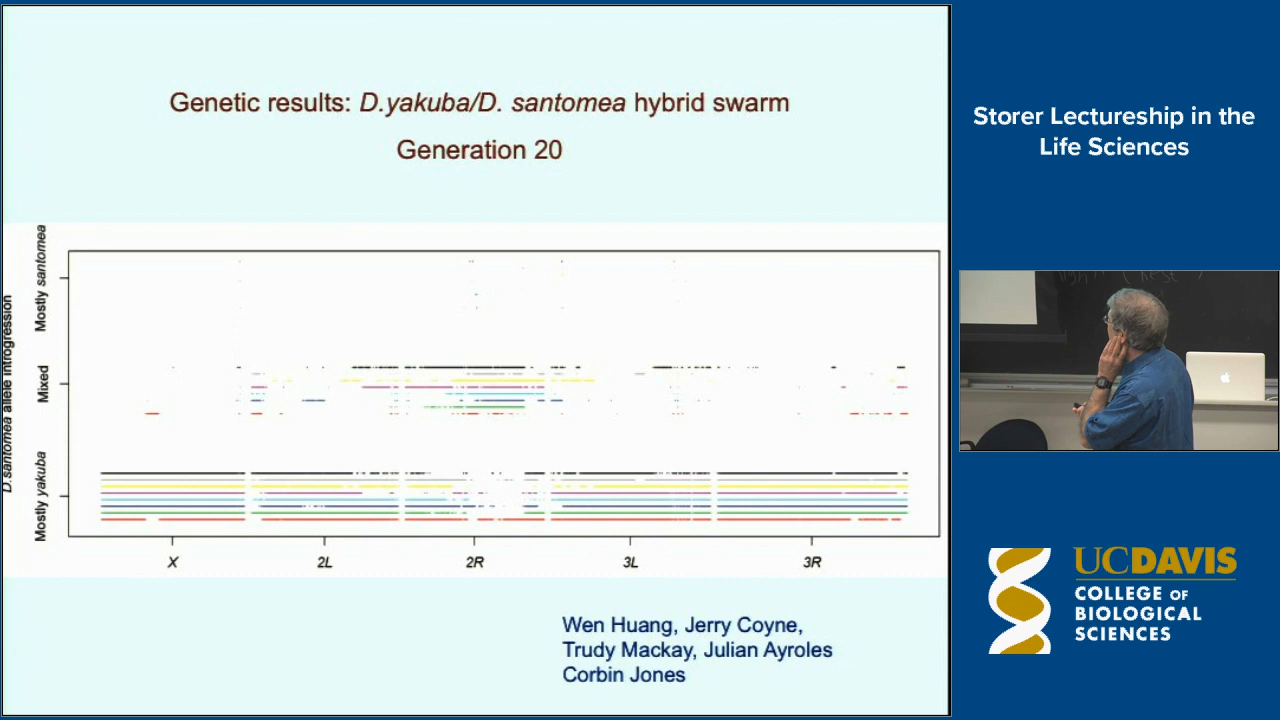 Genetic results: D.yakuba/D. santomea hybrid swarm
Generation 20
D.santomea allele introgression
Mostly santomea
Mixed
Mostly yakuba
X
2L
2R
3L
3R
Wen Huang, Jerry Coyne,
Trudy Mackay, Julian Ayroles
Corbin Jones
Storer Lectureship in the
Life Sciences
UCDAVIS
COLLEGE OF
BIOLOGICAL
SCIENCES